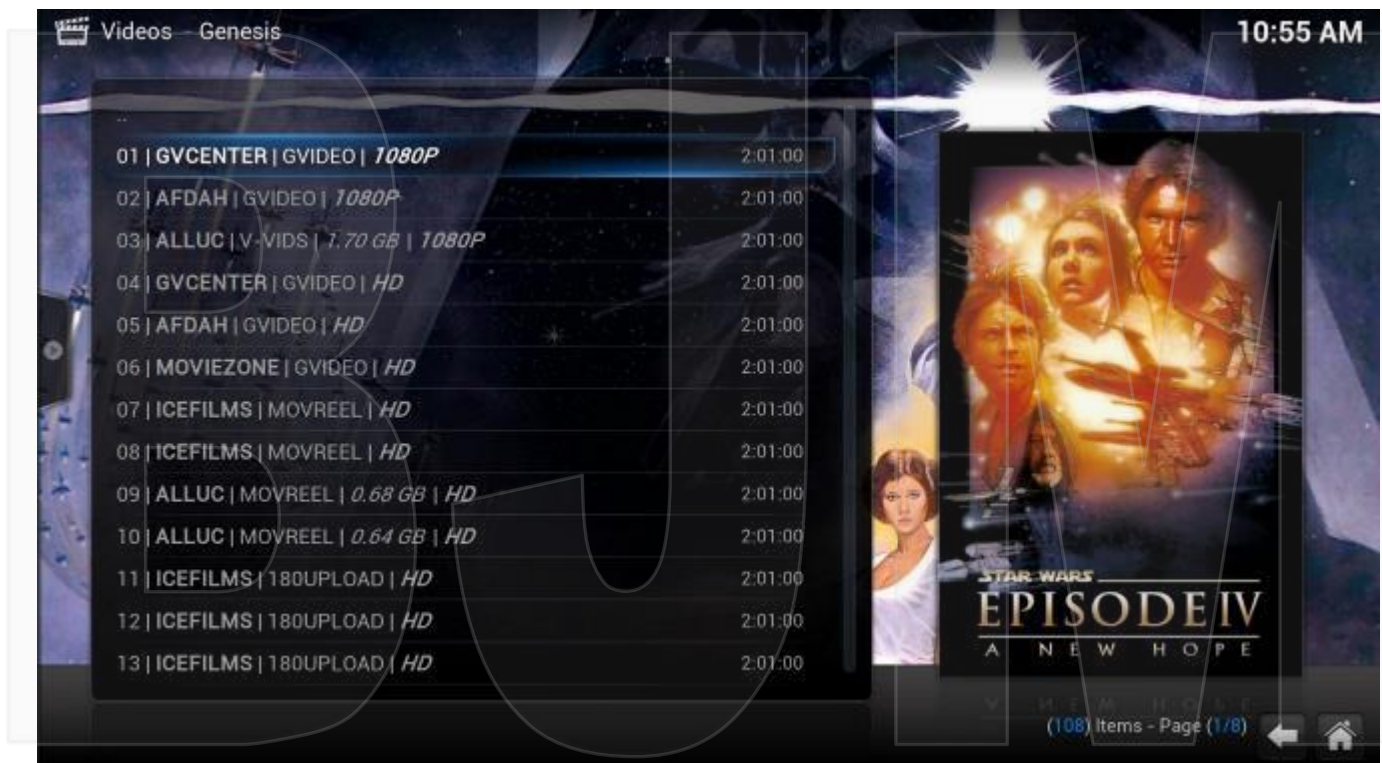 Videos - Genesis
10:55 AM
..
01 | GVCENTER | GVIDEO | 1080P 2:01:00
02 | AFDAH | GVIDEO | 1080P 2:01:00
03 | ALLUC | V-VIDS | 1.70 GB | 1080P 2:01:00
04 | GVCENTER | GVIDEO | HD 2:01:00
05 | AFDAH | GVIDEO | HD 2:01:00
06 | MOVIEZONE | GVIDEO | HD 2:01:00
07 | ICEFILMS | MOVREEL | HD 2:01:00
08 | ICEFILMS | MOVREEL | HD 2:01:00
09 | ALLUC | MOVREEL | 0.68 GB | HD 2:01:00
10 | ALLUC | MOVREEL | 0.64 GB | HD 2:01:00
11 | ICEFILMS | 180UPLOAD | HD 2:01:00
12 | ICEFILMS | 180UPLOAD | HD 2:01:00
13 | ICEFILMS | 180UPLOAD | HD 2:01:00
STAR WARS
EPISODE IV
A NEW HOPE
(108) Items - Page (1/8)
BJM